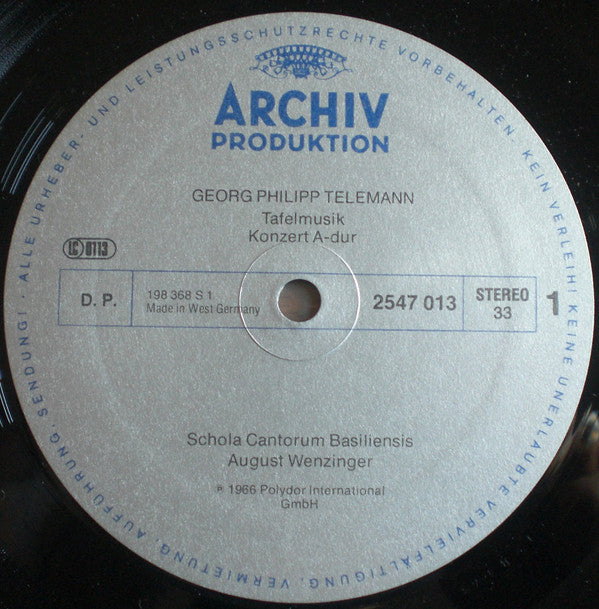 ALLE URHEBER- UND LEISTUNGSSCHUTZRECHTE VORBEHALTEN· KEIN VERLEIH! KEINE UNERLAUBTE VERVIELFÄLTIGUNG, VERMIETUNG, AUFFÜHRUNG, SENDUNG! ·
ARCHIV
PRODUKTION
GEORG PHILIPP TELEMANN
Tafelmusik
Konzert A-dur
LC 0113
D. P.
198 368 S 1
Made in West Germany
2547 013
STEREO
33
1
Schola Cantorum Basiliensis
August Wenzinger
℗ 1966 Polydor International
GmbH